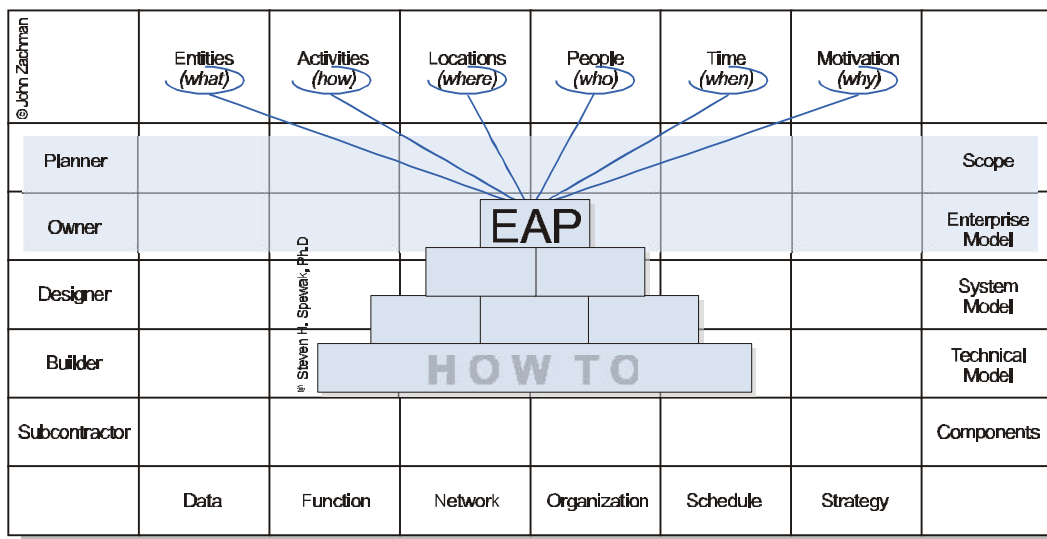 ©John Zachman
Entities
(what)
Activities
(how)
Locations
(where)
People
(who)
Time
(when)
Motivation
(why)
Planner
Scope
Owner
EAP
Enterprise
Model
© Steven H. Spewak, Ph.D
Designer
System
Model
Builder
HOW TO
Technical
Model
Subcontractor
Components
Data
Function
Network
Organization
Schedule
Strategy